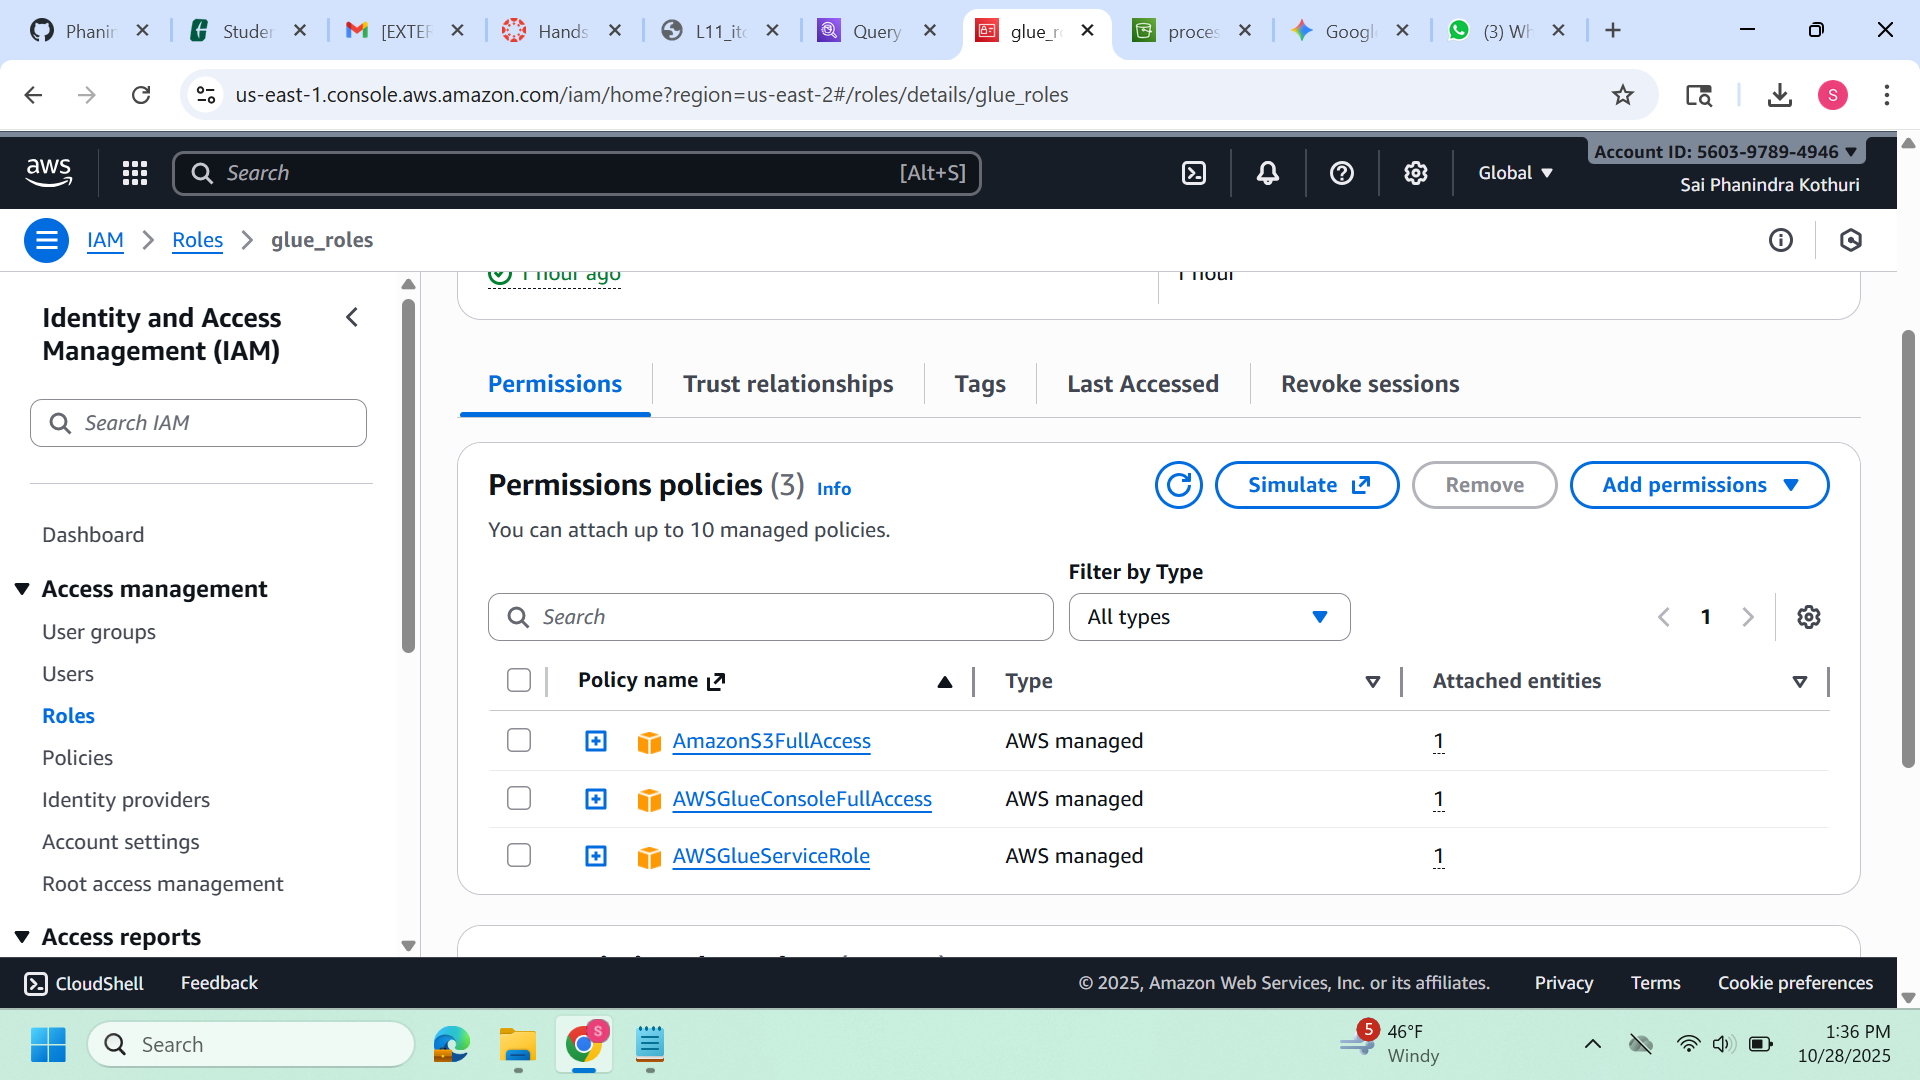 Phanin
Studer
[EXTER
Hands
L11_itc
Query
glue_ro
proces
Google
(3) Wh
us-east-1.console.aws.amazon.com/iam/home?region=us-east-2#/roles/details/glue_roles
S
aws
Search
[Alt+S]
Global
Account ID: 5603-9789-4946
Sai Phanindra Kothuri
IAM
Roles
glue_roles
Identity and Access
Management (IAM)
Search IAM
Dashboard
Access management
User groups
Users
Roles
Policies
Identity providers
Account settings
Root access management
Access reports
1 hour ago
1 hour
Permissions
Trust relationships
Tags
Last Accessed
Revoke sessions
Permissions policies (3) Info
Simulate
Remove
Add permissions
You can attach up to 10 managed policies.
Filter by Type
Search
All types
1
Policy name
Type
Attached entities
AmazonS3FullAccess AWS managed 1
AWSGlueConsoleFullAccess AWS managed 1
AWSGlueServiceRole AWS managed 1
CloudShell
Feedback
© 2025, Amazon Web Services, Inc. or its affiliates.
Privacy
Terms
Cookie preferences
Search
S
5
46°F
Windy
1:36 PM
10/28/2025